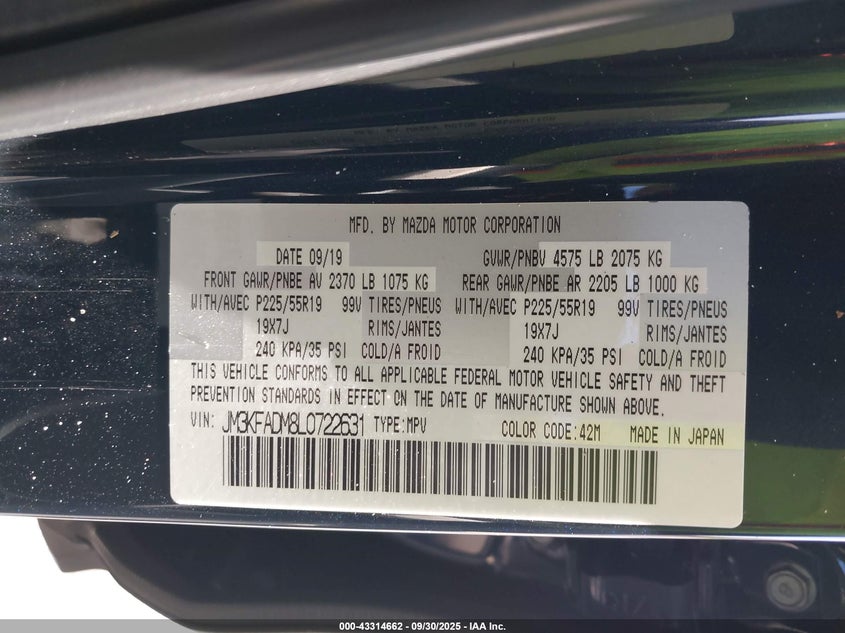 MFD. BY MAZDA MOTOR CORPORATION
MFD. BY MAZDA MOTOR CORPORATION
DATE 09/19 GVWR/PNBV 4575 LB 2075 KG
FRONT GAWR/PNBE AV 2370 LB 1075 KG REAR GAWR/PNBE AR 2205 LB 1000 KG
WITH/AVEC P225/55R19 99V TIRES/PNEUS WITH/AVEC P225/55R19 99V TIRES/PNEUS
19X7J RIMS/JANTES 19X7J RIMS/JANTES
240 KPA/35 PSI COLD/A FROID 240 KPA/35 PSI COLD/A FROID
THIS VEHICLE CONFORMS TO ALL APPLICABLE FEDERAL MOTOR VEHICLE SAFETY AND THEFT
PREVENTION STANDARDS IN EFFECT ON THE DATE OF MANUFACTURE SHOWN ABOVE.
VIN: JM3KFADM8L0722631 TYPE:MPV COLOR CODE:42M MADE IN JAPAN
000-43314662 - 09/30/2025 - IAA Inc.